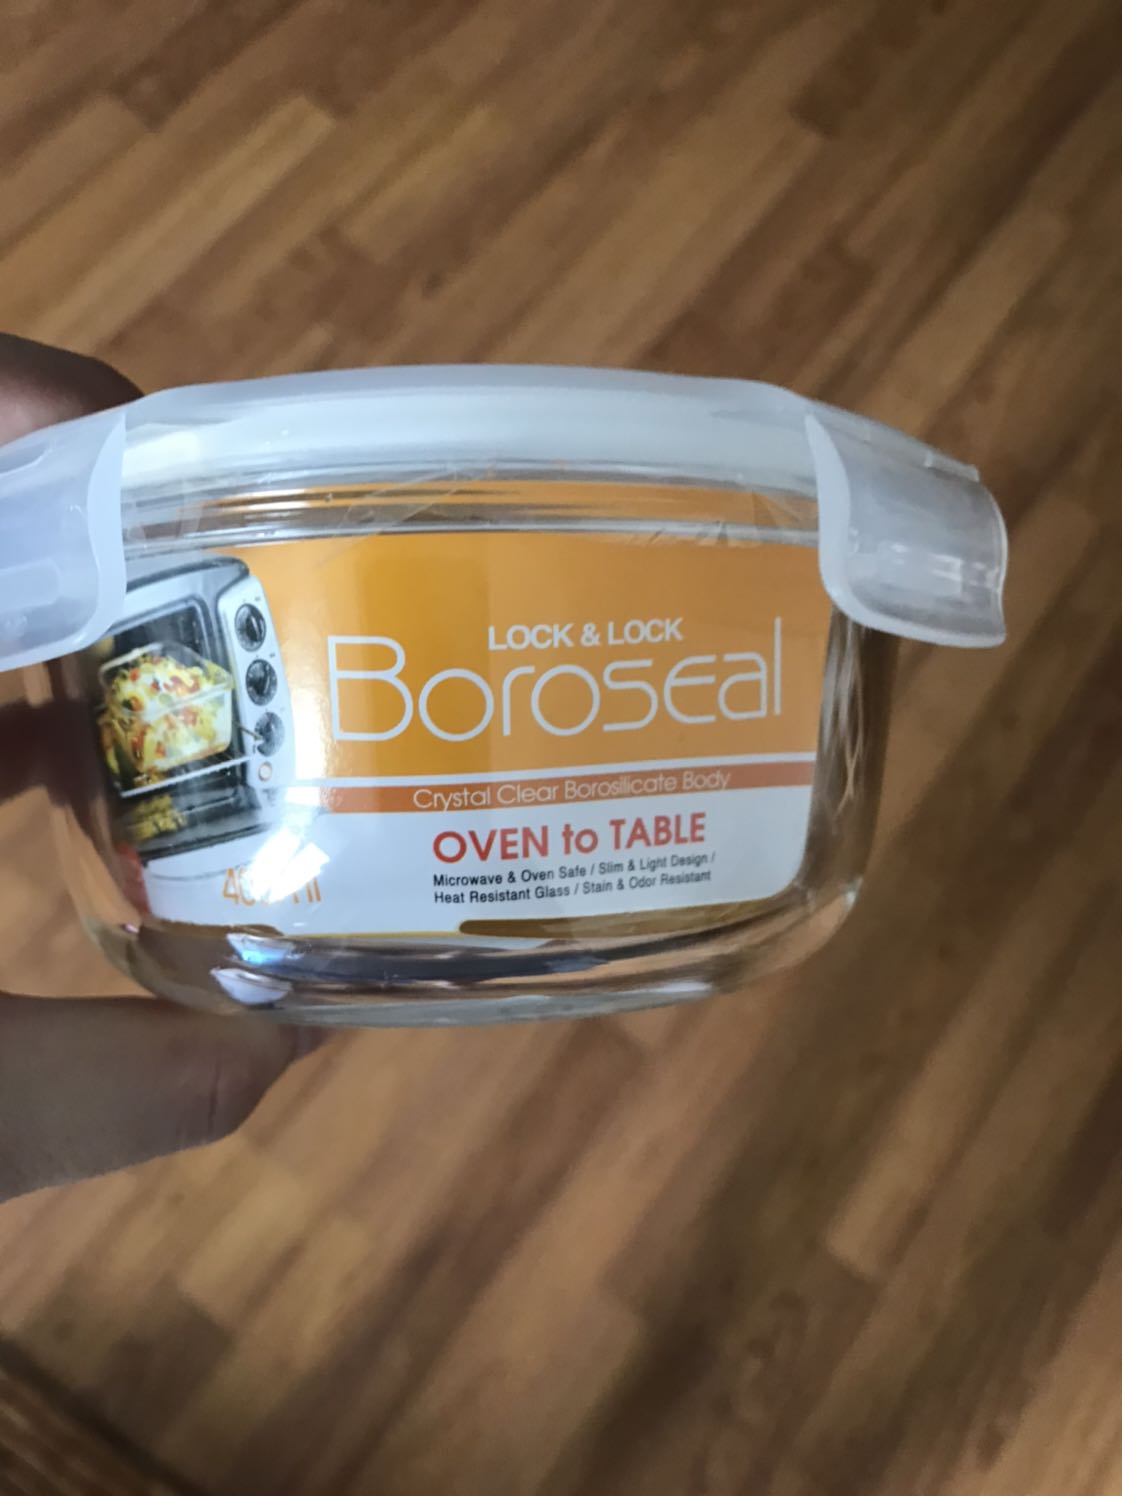 LOCK & LOCK
Boroseal
Crystal Clear Borosilicate Body
OVEN to TABLE
Microwave & Oven Safe / Slim & Light Design /
Heat Resistant Glass / Stain & Odor Resistant